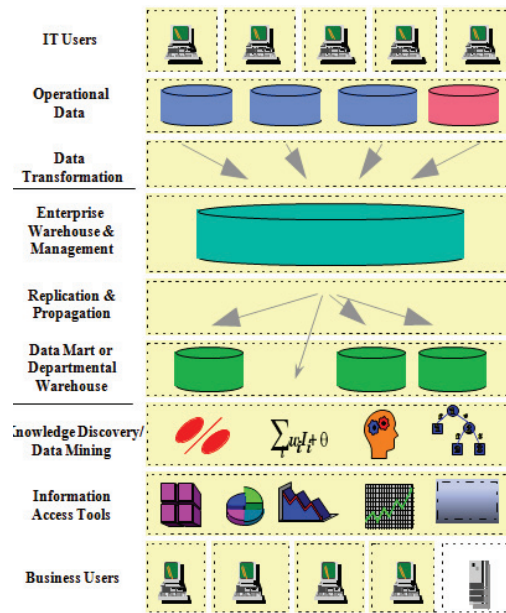 IT Users
Operational
Data
Data
Transformation
Enterprise
Warehouse &
Management
Replication &
Propagation
Data Mart or
Departmental
Warehouse
nowledge Discovery/
Data Mining
Information
Access Tools
Business Users